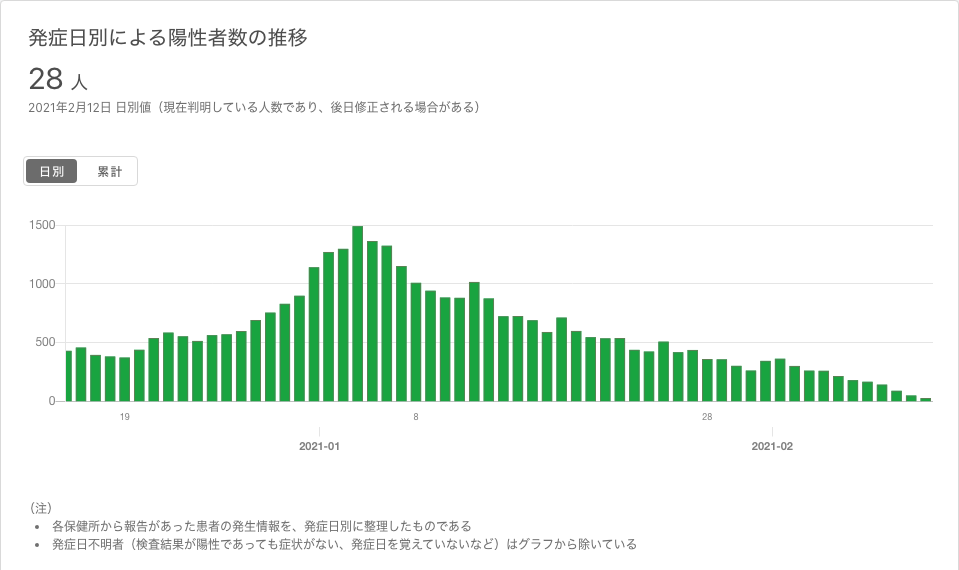 発症日別による陽性者数の推移
28 人
2021年2月12日 日別値（現在判明している人数であり、後日修正される場合がある）
日別 累計
1500
1000
500
0
19 8 28
2021-01 2021-02
（注）
• 各保健所から報告があった患者の発生情報を、発症日別に整理したものである
• 発症日不明者（検査結果が陽性であっても症状がない、発症日を覚えていないなど）はグラフから除いている